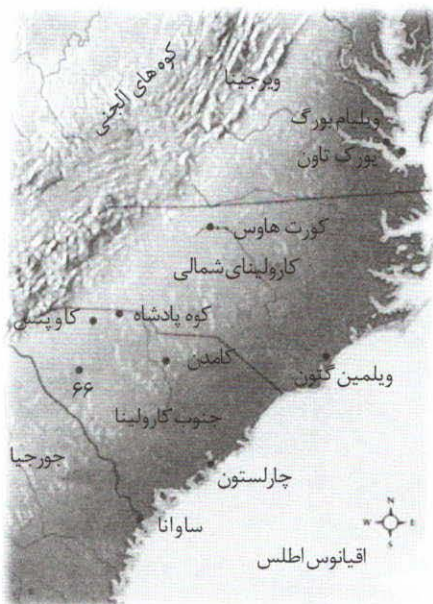 کوه های الجنی
ویرجینا
ویلیام بورگ
یورک تاون
کورت هاوس
کارولینای شمالی
کوه پادشاه
کاوپنس
کامدن
ویلمین گتون
۶۶
جنوب کارولینا
جورجیا
چارلستون
ساوانا
N
W E
S
اقیانوس اطلس